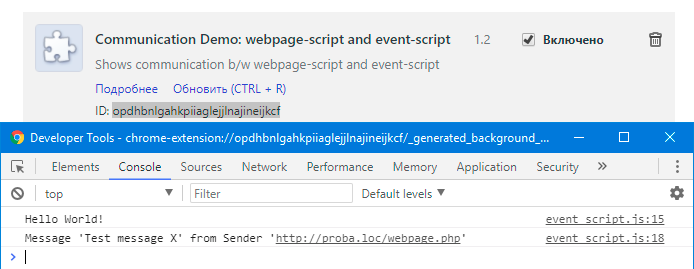 Communication Demo: webpage-script and event-script 1.2 Включено
Shows communication b/w webpage-script and event-script
Подробнее Обновить (CTRL + R)
ID: opdhbnlgahkpiiaglejjlnajineijkcf
Developer Tools - chrome-extension://opdhbnlgahkpiiaglejjlnajineijkcf/_generated_background_...
Elements Console Sources Network Performance Memory Application Security »
top Filter Default levels
Hello World! event_script.js:15
Message 'Test message X' from Sender 'http://proba.loc/webpage.php' event_script.js:18
>